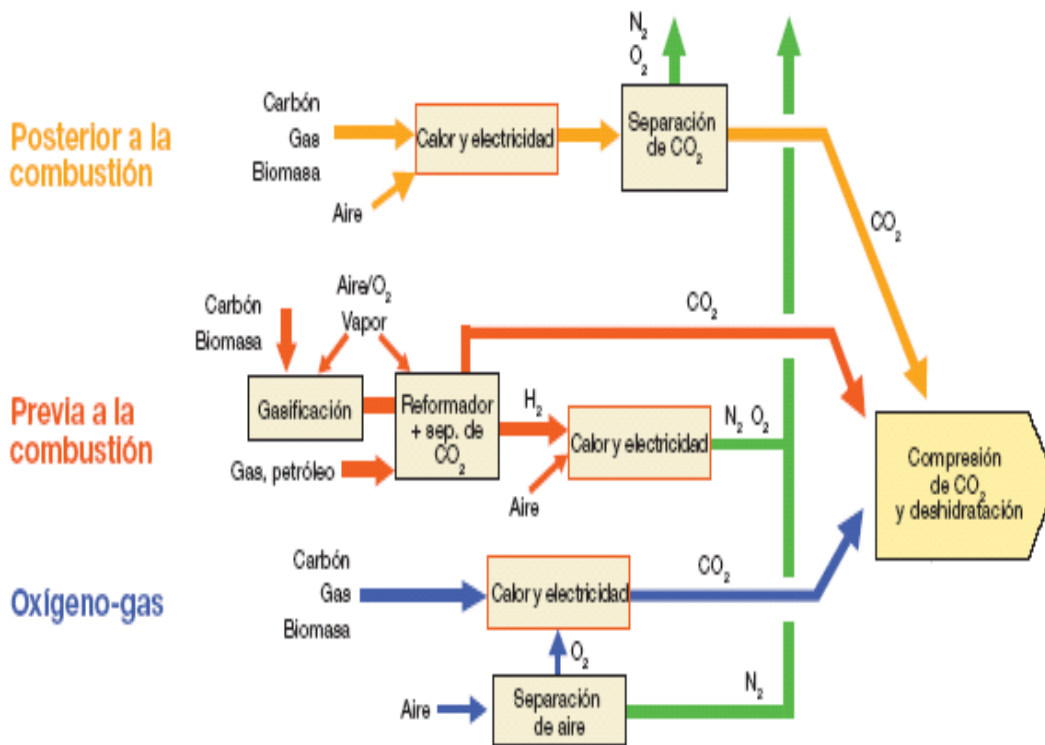 N₂
O₂
Posterior a la
combustión
Carbón
Gas
Biomasa
Aire
Calor y electricidad
Separación
de CO₂
CO₂
Previa a la
combustión
Carbón
Biomasa
Aire/O₂
Vapor
Gasificación
Gas, petróleo
Reformador
+ sep. de
CO₂
CO₂
H₂
Aire
Calor y electricidad
N₂ O₂
Compresión
de CO₂
y deshidratación
Oxígeno-gas
Carbón
Gas
Biomasa
Calor y electricidad
CO₂
O₂
Aire
Separación
de aire
N₂